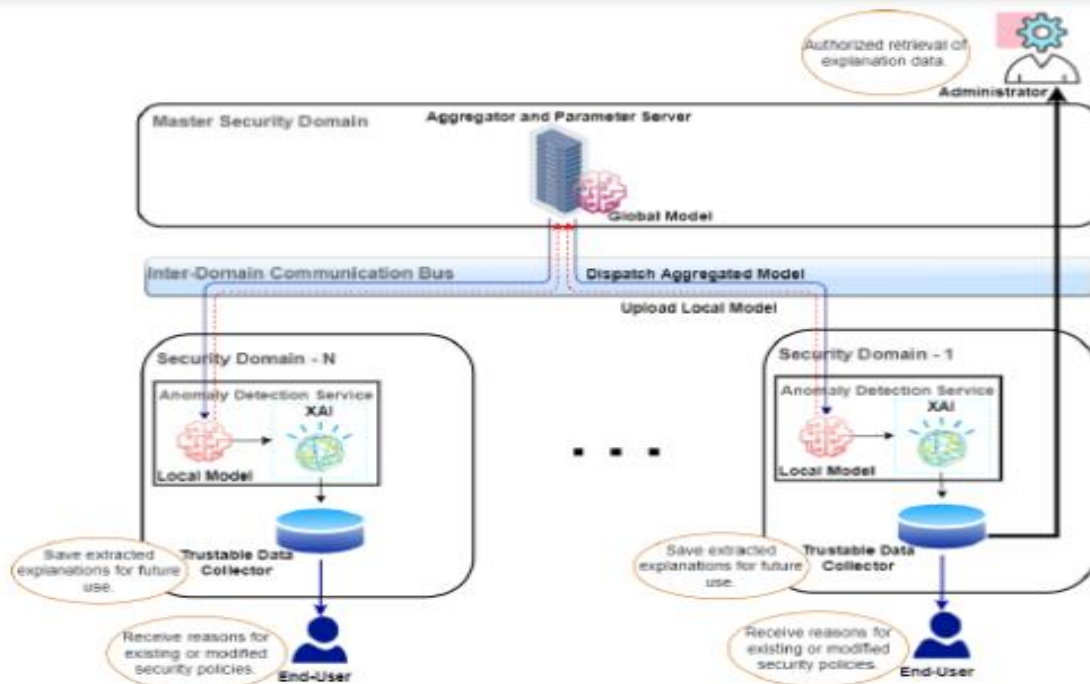 Authorized retrieval of
explanation data.
Administrator
Master Security Domain
Aggregator and Parameter Server
Global Model
Inter-Domain Communication Bus
Dispatch Aggregated Model
Upload Local Model
Security Domain - N
Anomaly Detection Service
XAI
Local Model
Trustable Data
Collector
Save extracted
explanations for future
use.
Receive reasons for
existing or modified
security policies.
End-User
Security Domain - 1
Anomaly Detection Service
XAI
Local Model
Trustable Data
Collector
Save extracted
explanations for future
use.
Receive reasons for
existing or modified
security policies.
End-User